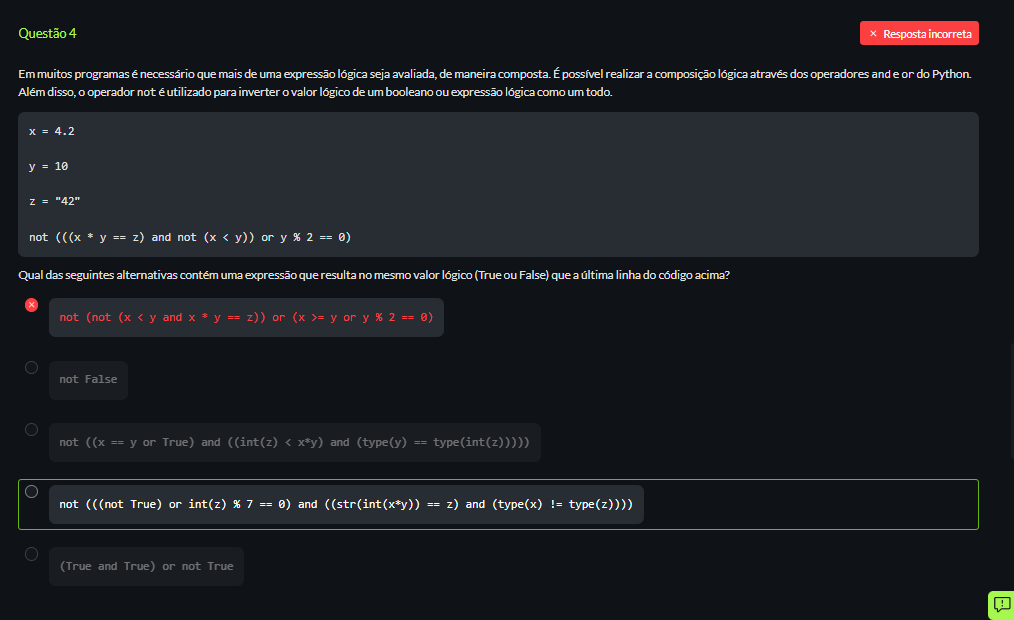 Questão 4
× Resposta incorreta
Em muitos programas é necessário que mais de uma expressão lógica seja avaliada, de maneira composta. É possível realizar a composição lógica através dos operadores and e or do Python.
Além disso, o operador not é utilizado para inverter o valor lógico de um booleano ou expressão lógica como um todo.
x = 4.2
y = 10
z = "42"
not (((x * y == z) and not (x < y)) or y % 2 == 0)
Qual das seguintes alternativas contém uma expressão que resulta no mesmo valor lógico (True ou False) que a última linha do código acima?
not (not (x < y and x * y == z)) or (x >= y or y % 2 == 0)
not False
not ((x == y or True) and ((int(z) < x*y) and (type(y) == type(int(z)))))
not (((not True) or int(z) % 7 == 0) and ((str(int(x*y)) == z) and (type(x) != type(z))))
(True and True) or not True